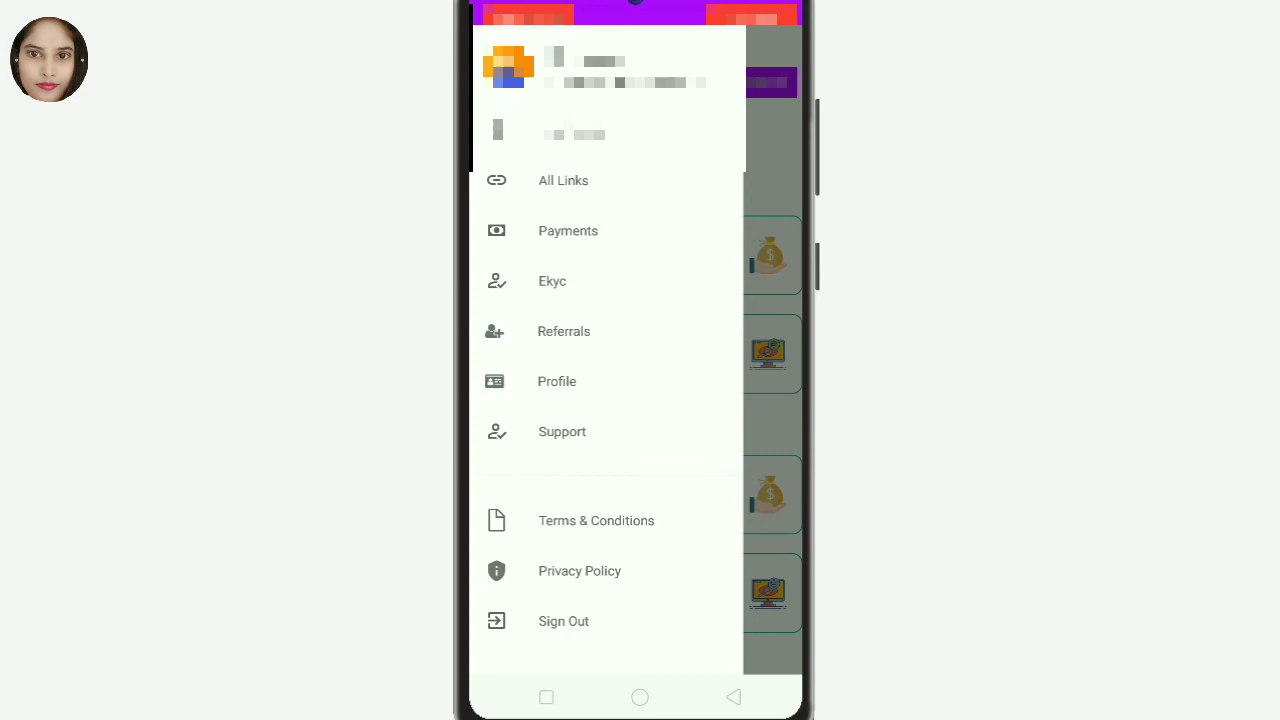 All Links
Payments
Ekyc
Referrals
Profile
Support
Terms & Conditions
Privacy Policy
Sign Out